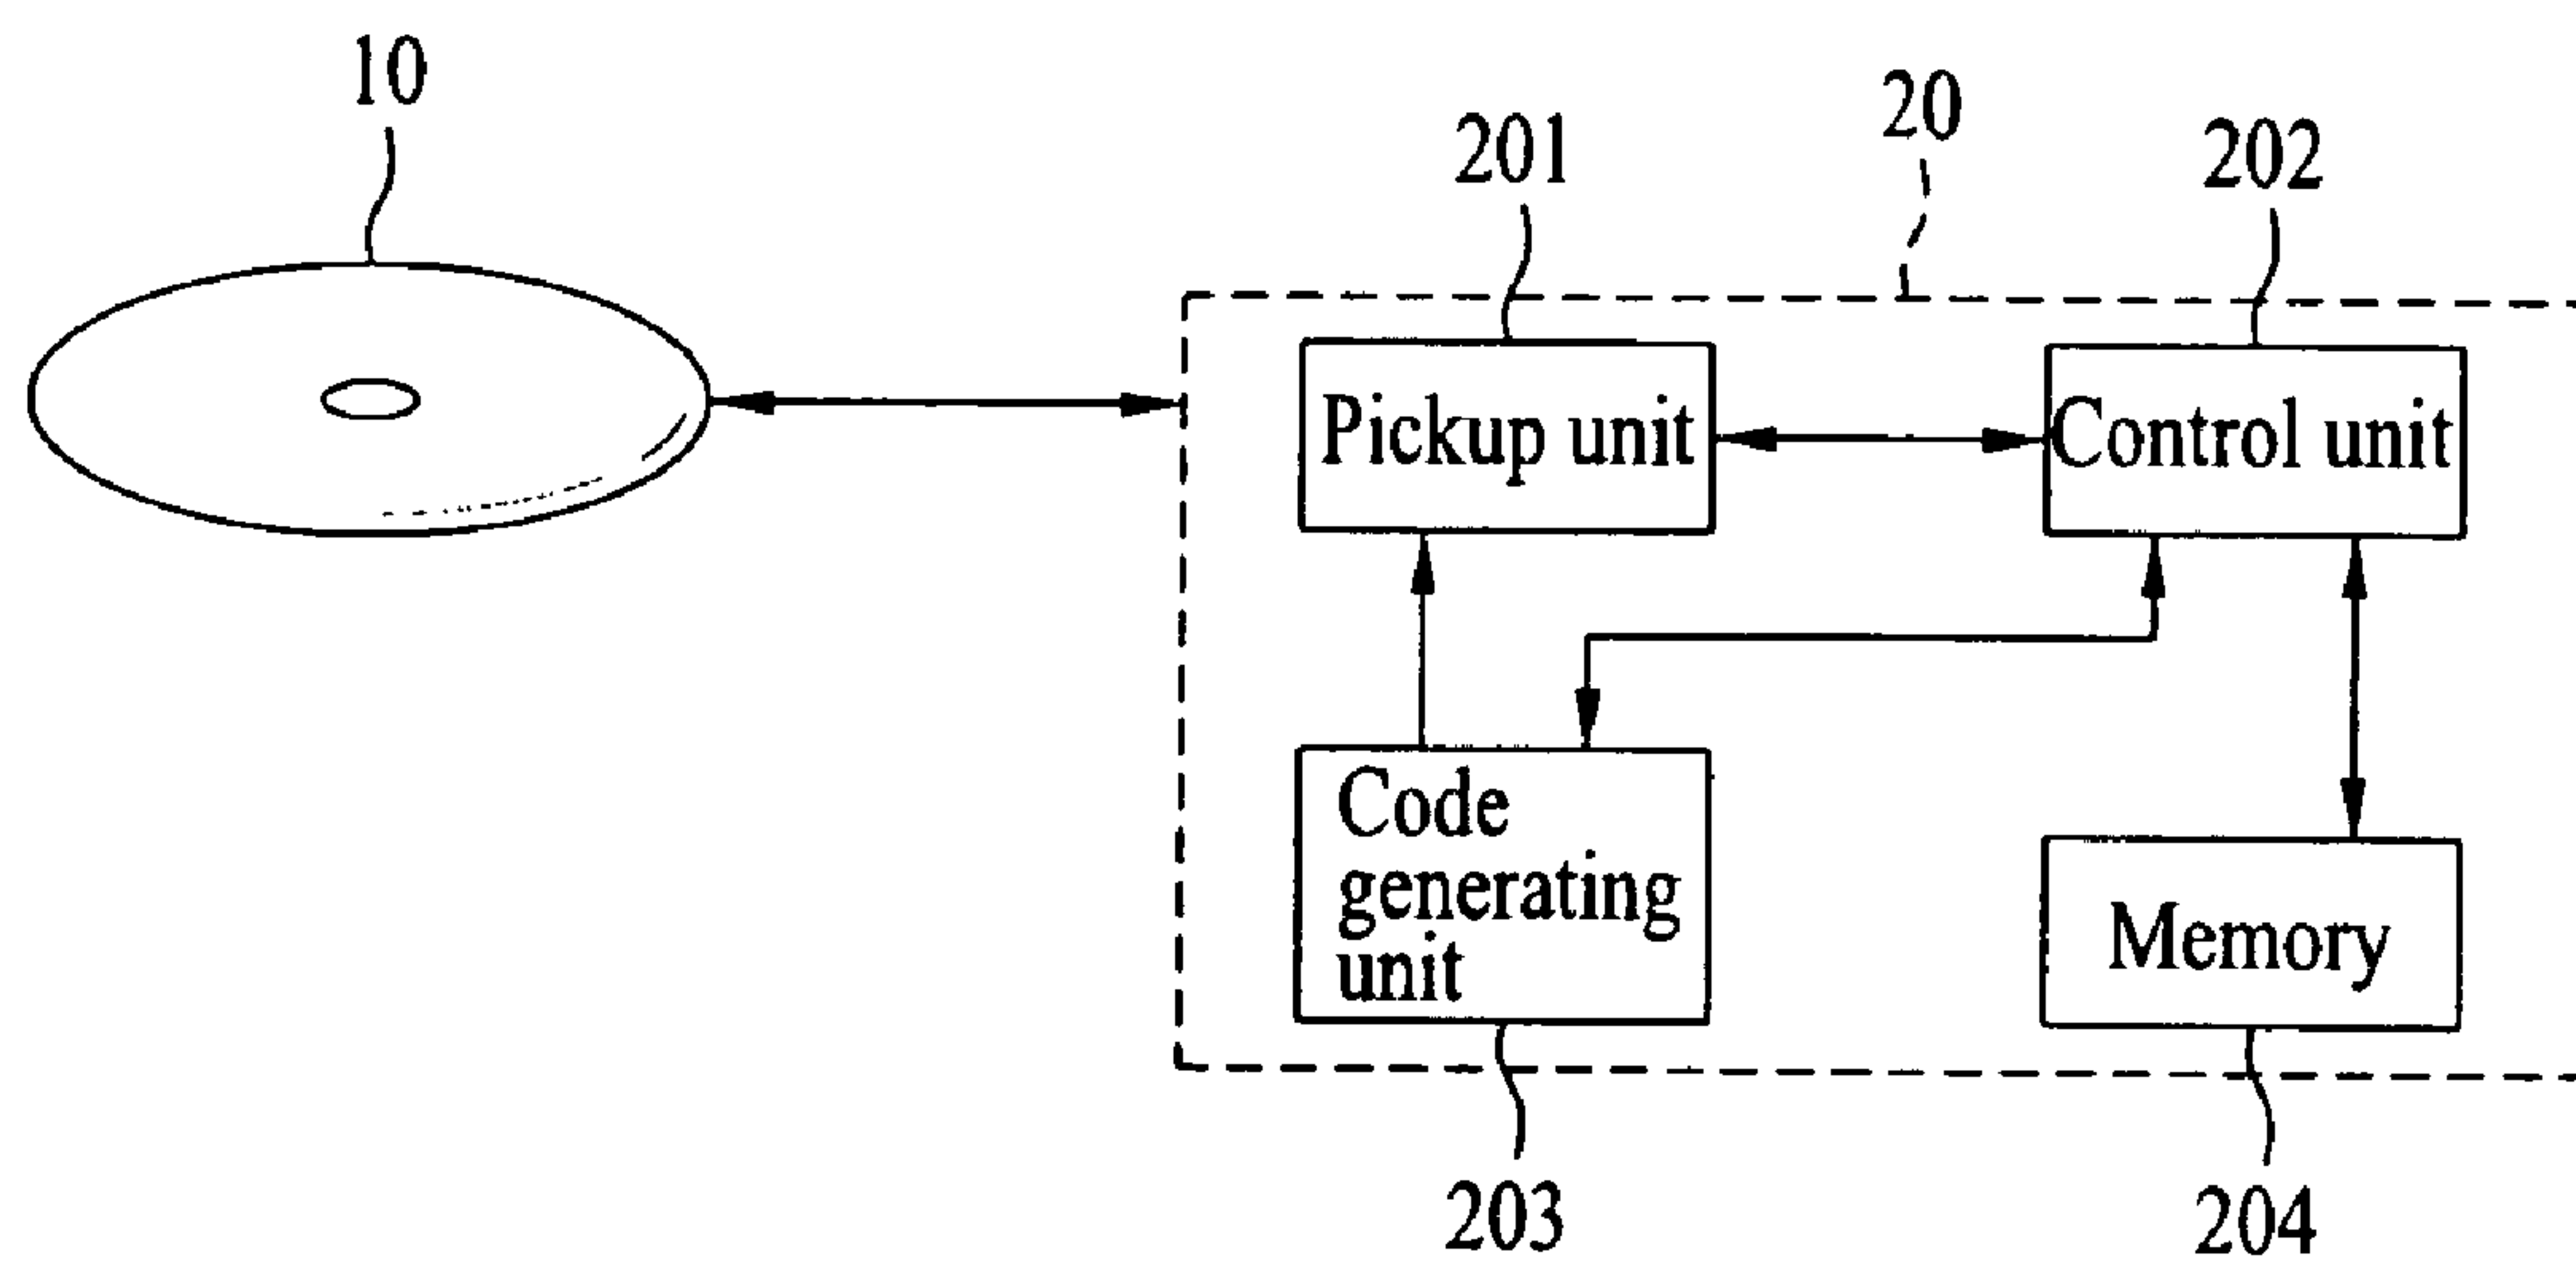 10
20
201
202
Pickup unit
Control unit
Code
generating
unit
Memory
203
204